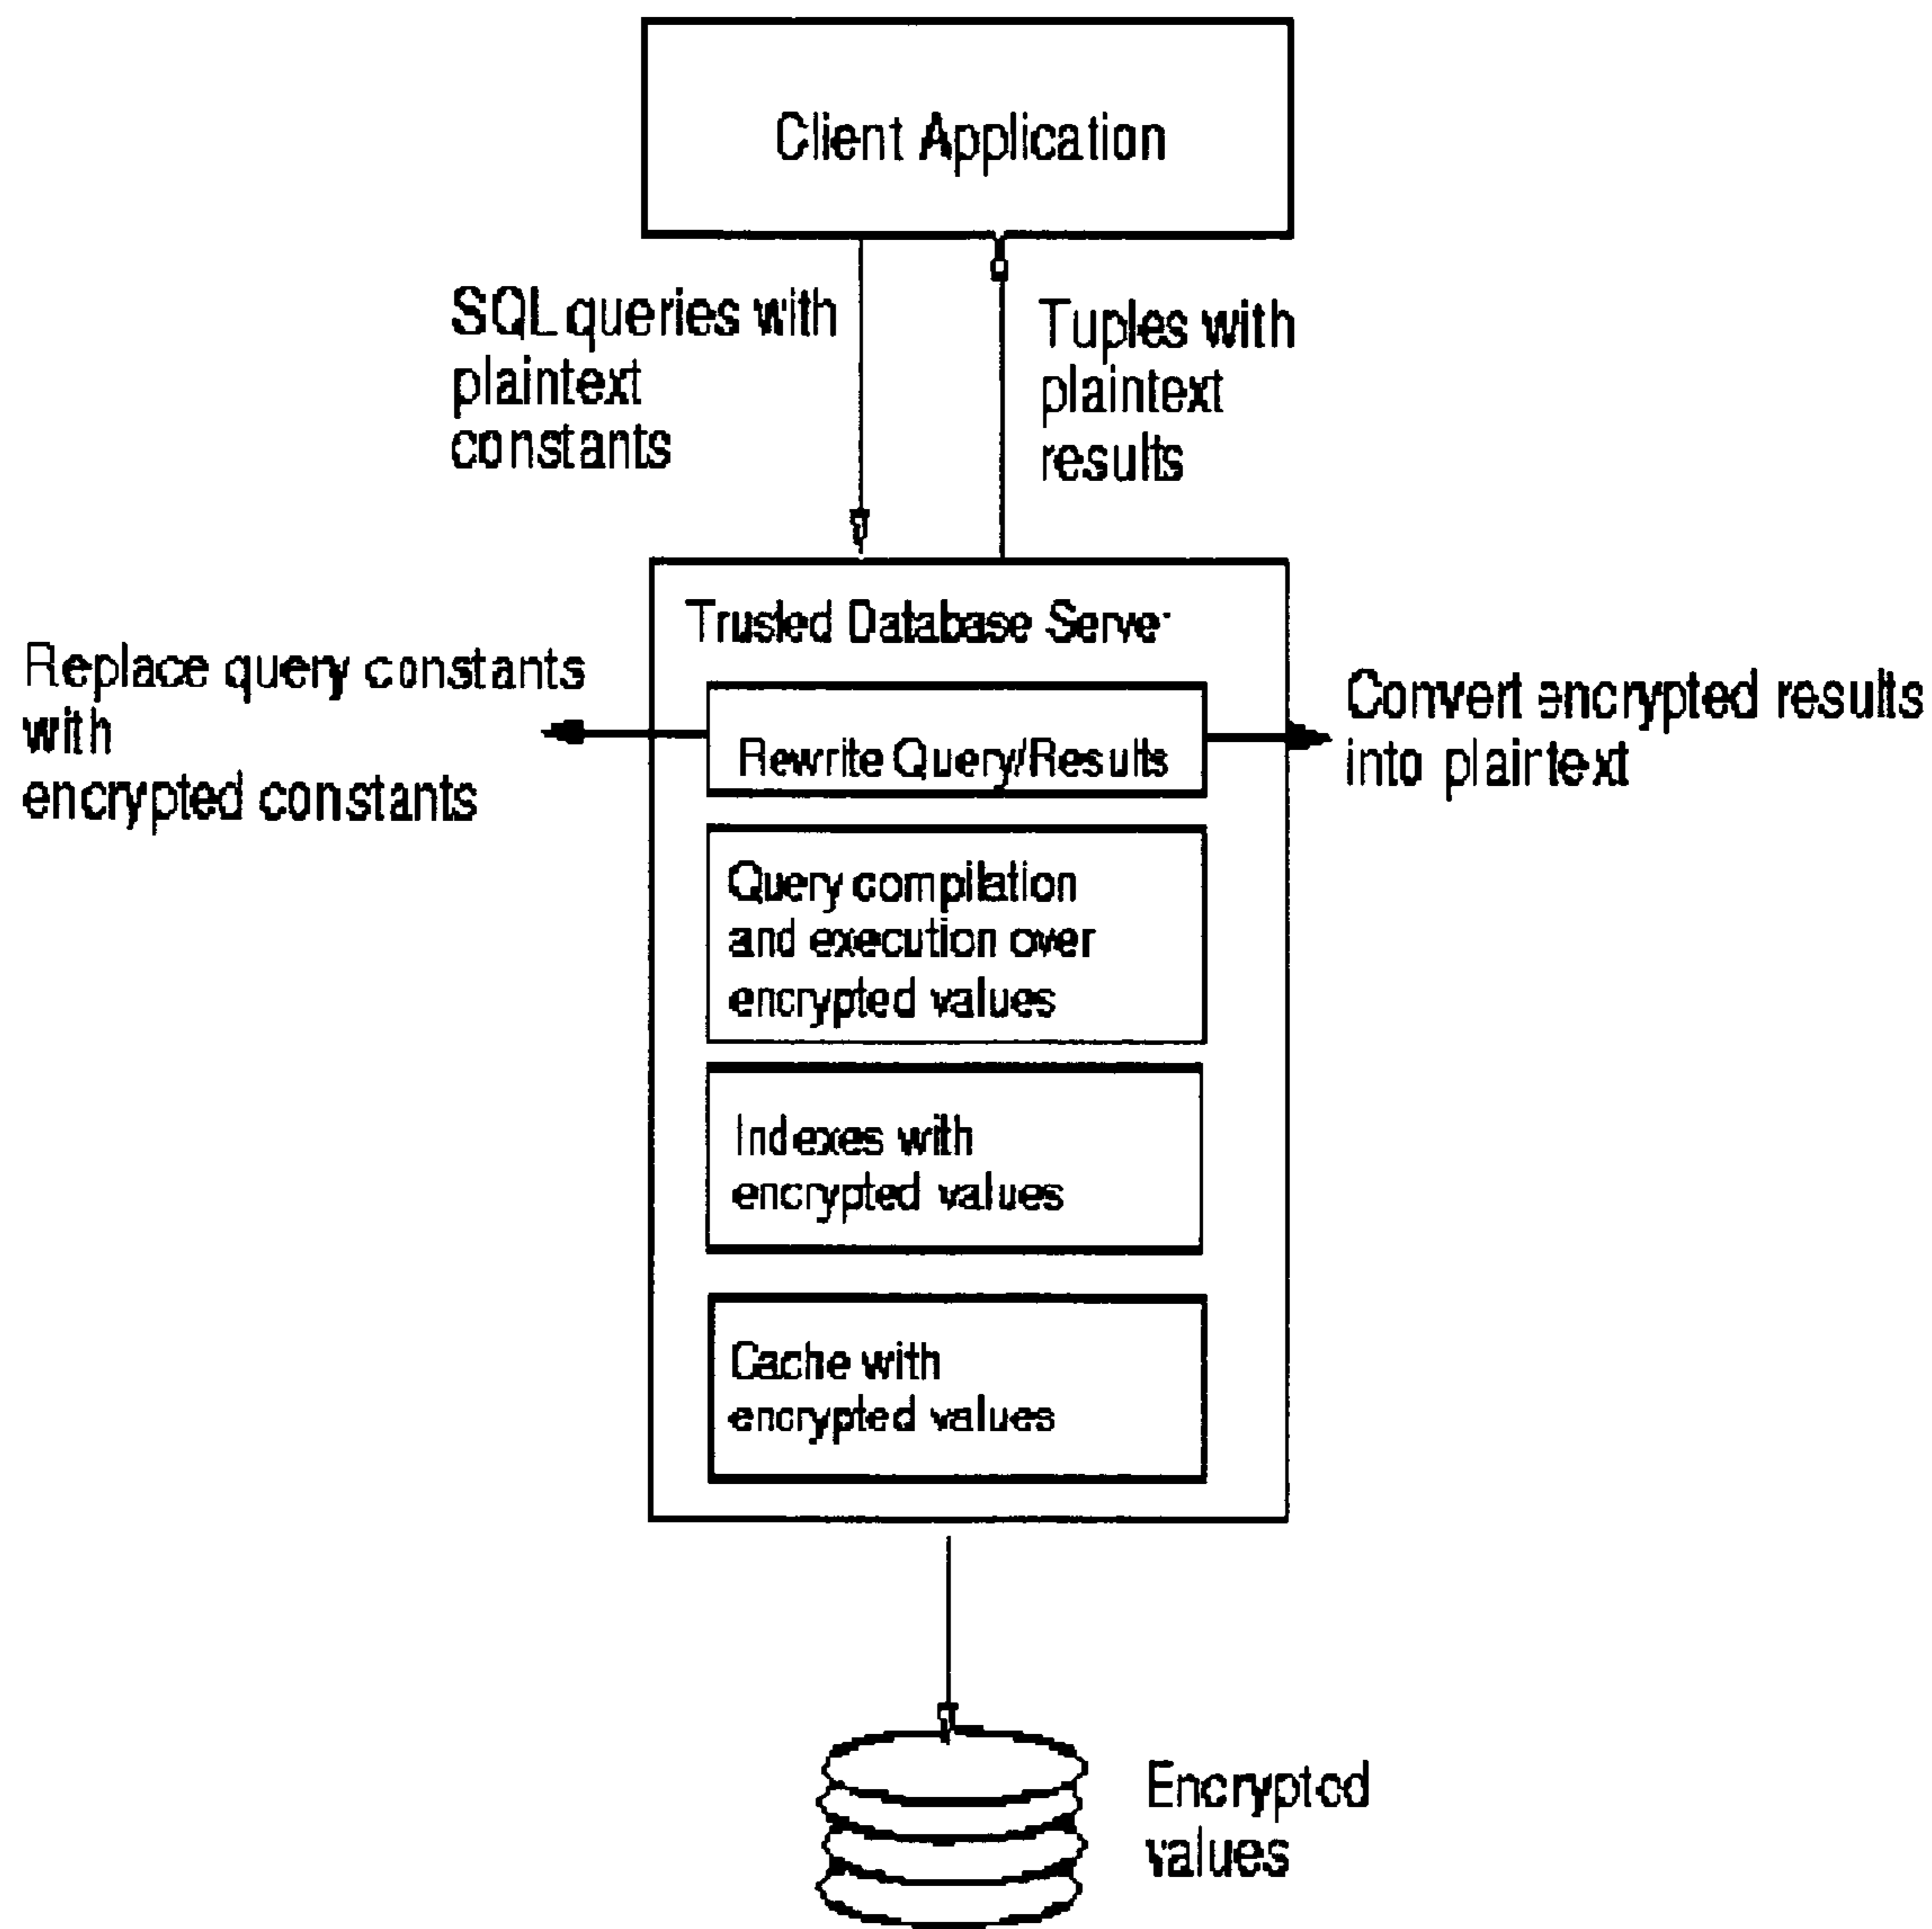 Client Application
SQL queries with
plaintext
constants
Tuples with
plaintext
results
Trusted Database Server
Replace query constants
with
encrypted constants
Rewrite Query/Results
Convert encrypted results
into plaintext
Query compilation
and execution over
encrypted values
Indexes with
encrypted values
Cache with
encrypted values
Encrypted
values